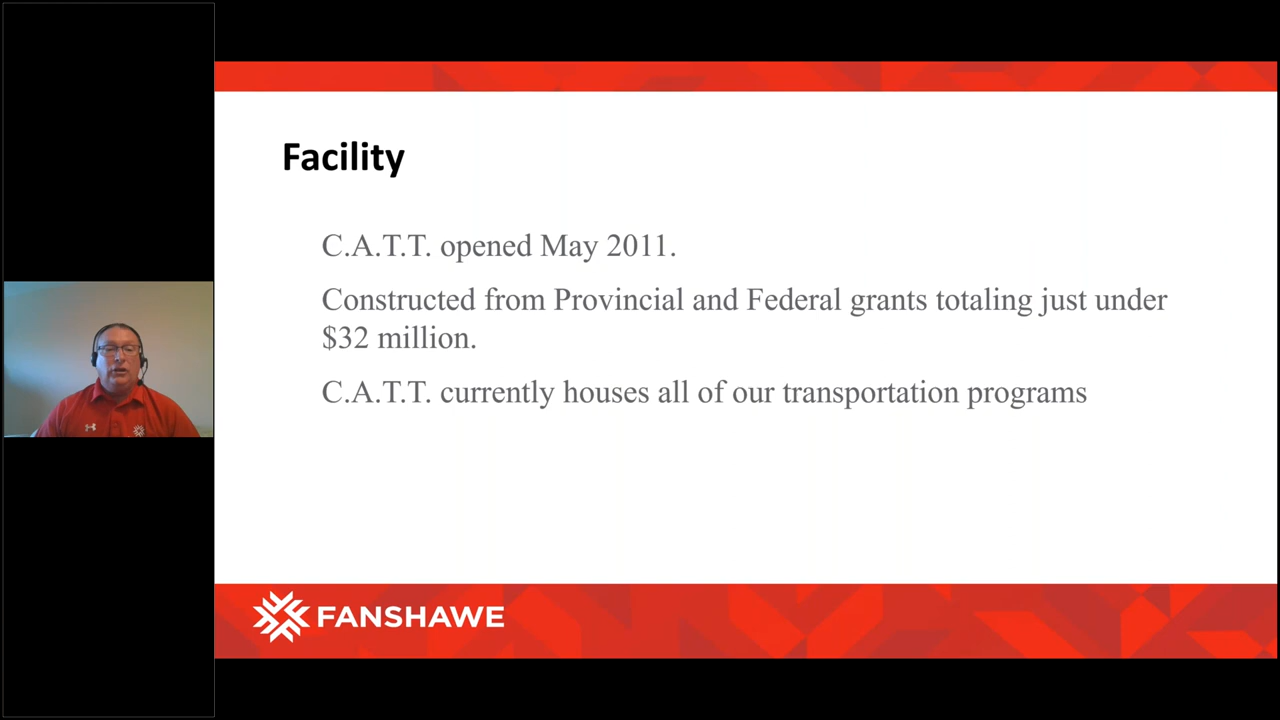 Facility
C.A.T.T. opened May 2011.
Constructed from Provincial and Federal grants totaling just under
$32 million.
C.A.T.T. currently houses all of our transportation programs
FANSHAWE